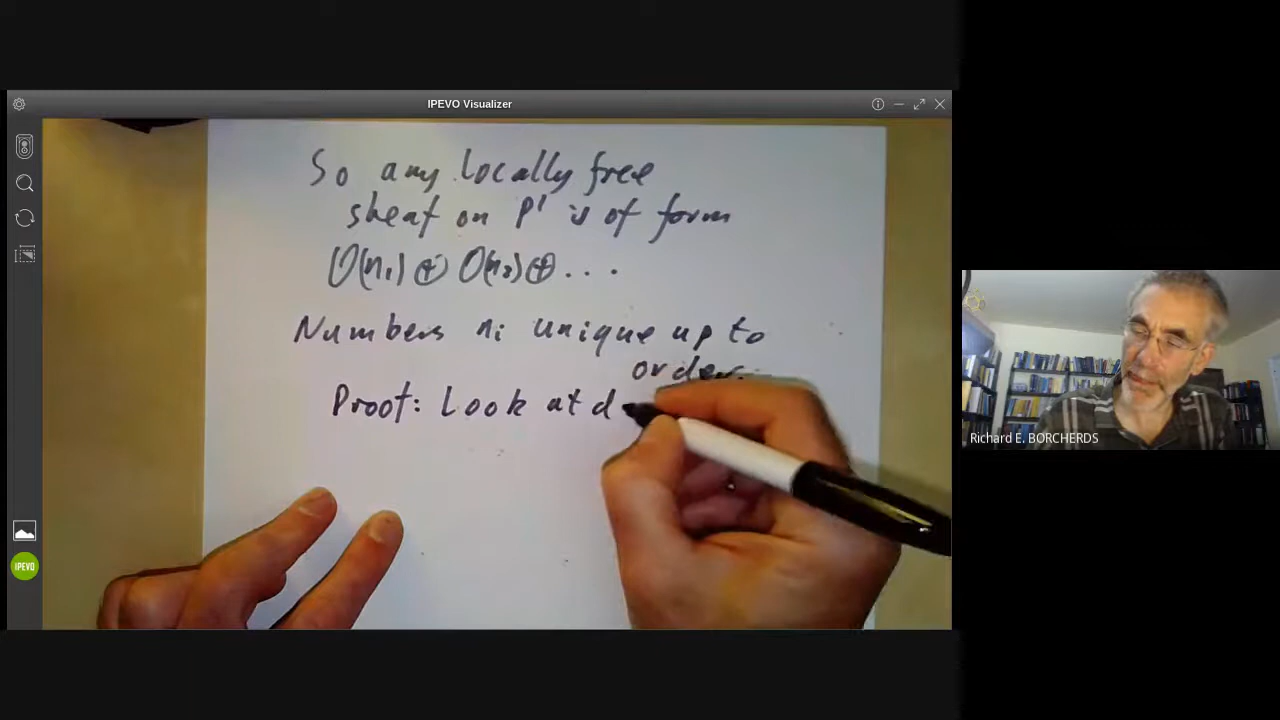 IPEVO Visualizer
So any locally free
sheaf on P¹ is of form
O(n₁) ⊕ O(n₂) ⊕ ...
Numbers nᵢ unique up to
order.
Proof: Look at d
Richard E. BORCHERDS
IPEVO